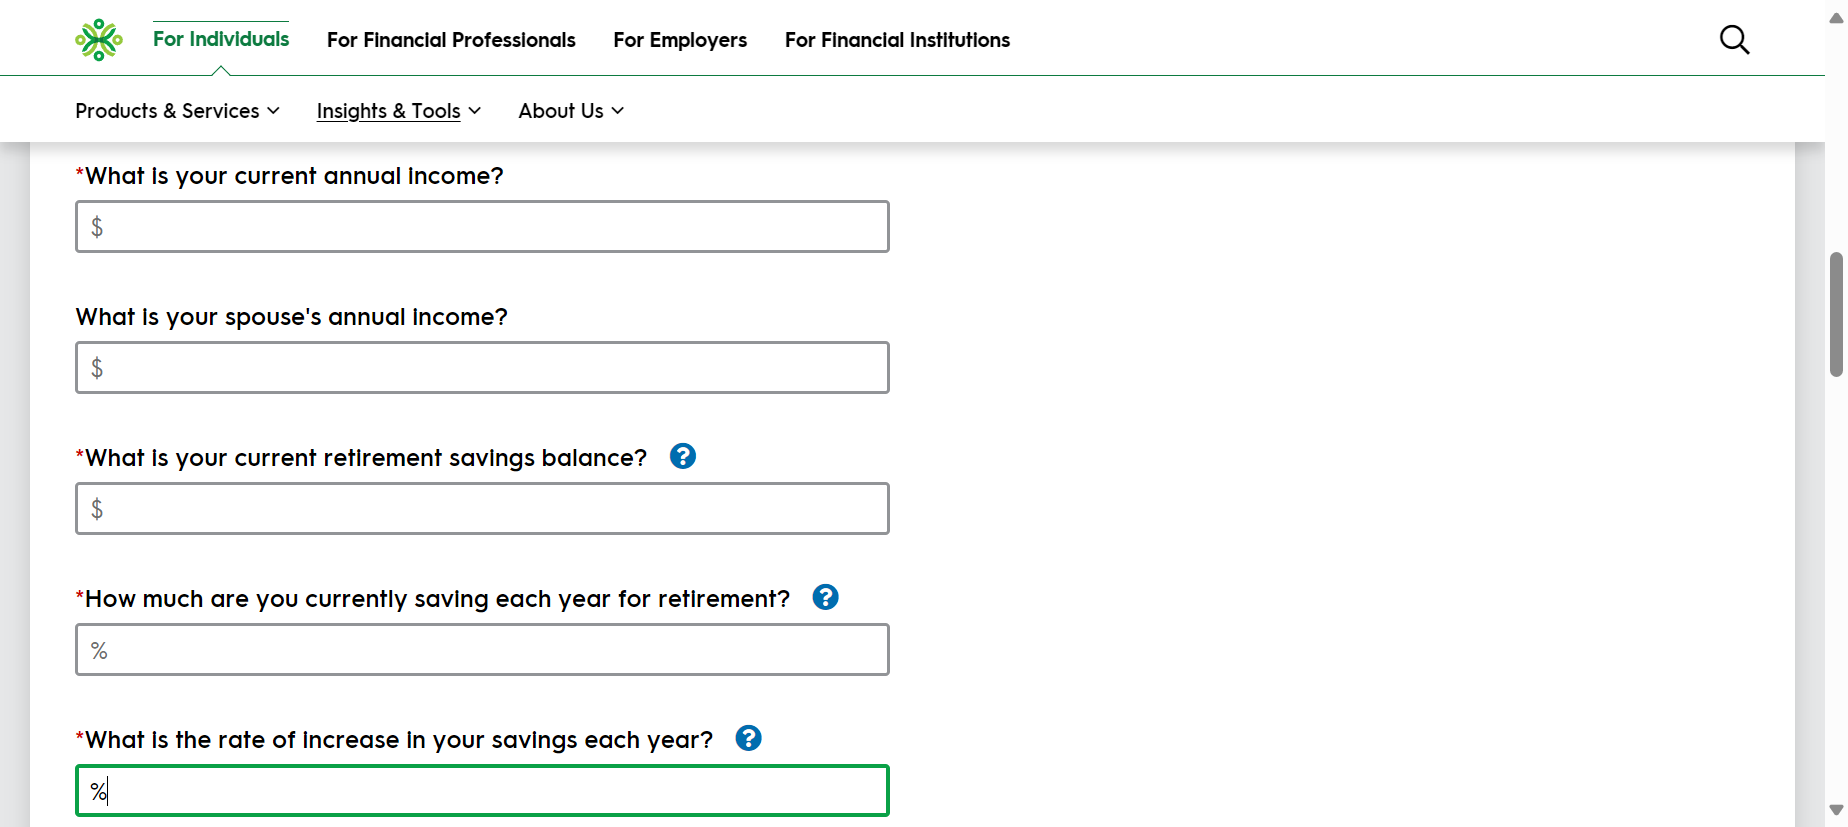 For Individuals For Financial Professionals For Employers For Financial Institutions
Products & Services Insights & Tools About Us
*What is your current annual income?
$
What is your spouse's annual income?
$
*What is your current retirement savings balance? ?
$
*How much are you currently saving each year for retirement? ?
%
*What is the rate of increase in your savings each year? ?
%